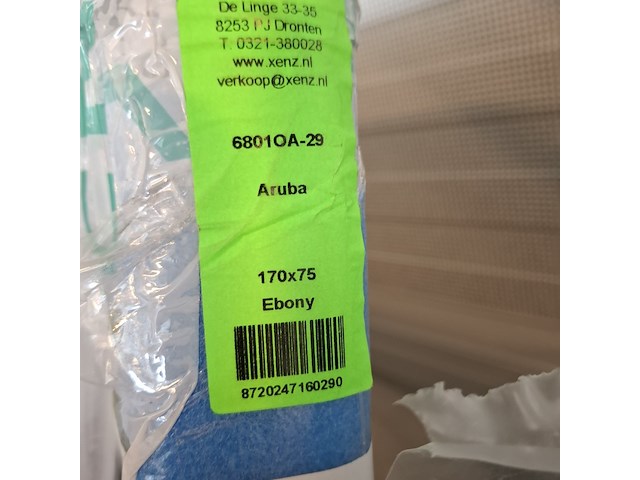 De Linge 33-35
8253 PJ Dronten
T. 0321-380028
www.xenz.nl
verkoop@xenz.nl
6801OA-29
Aruba
170x75
Ebony
8720247160290